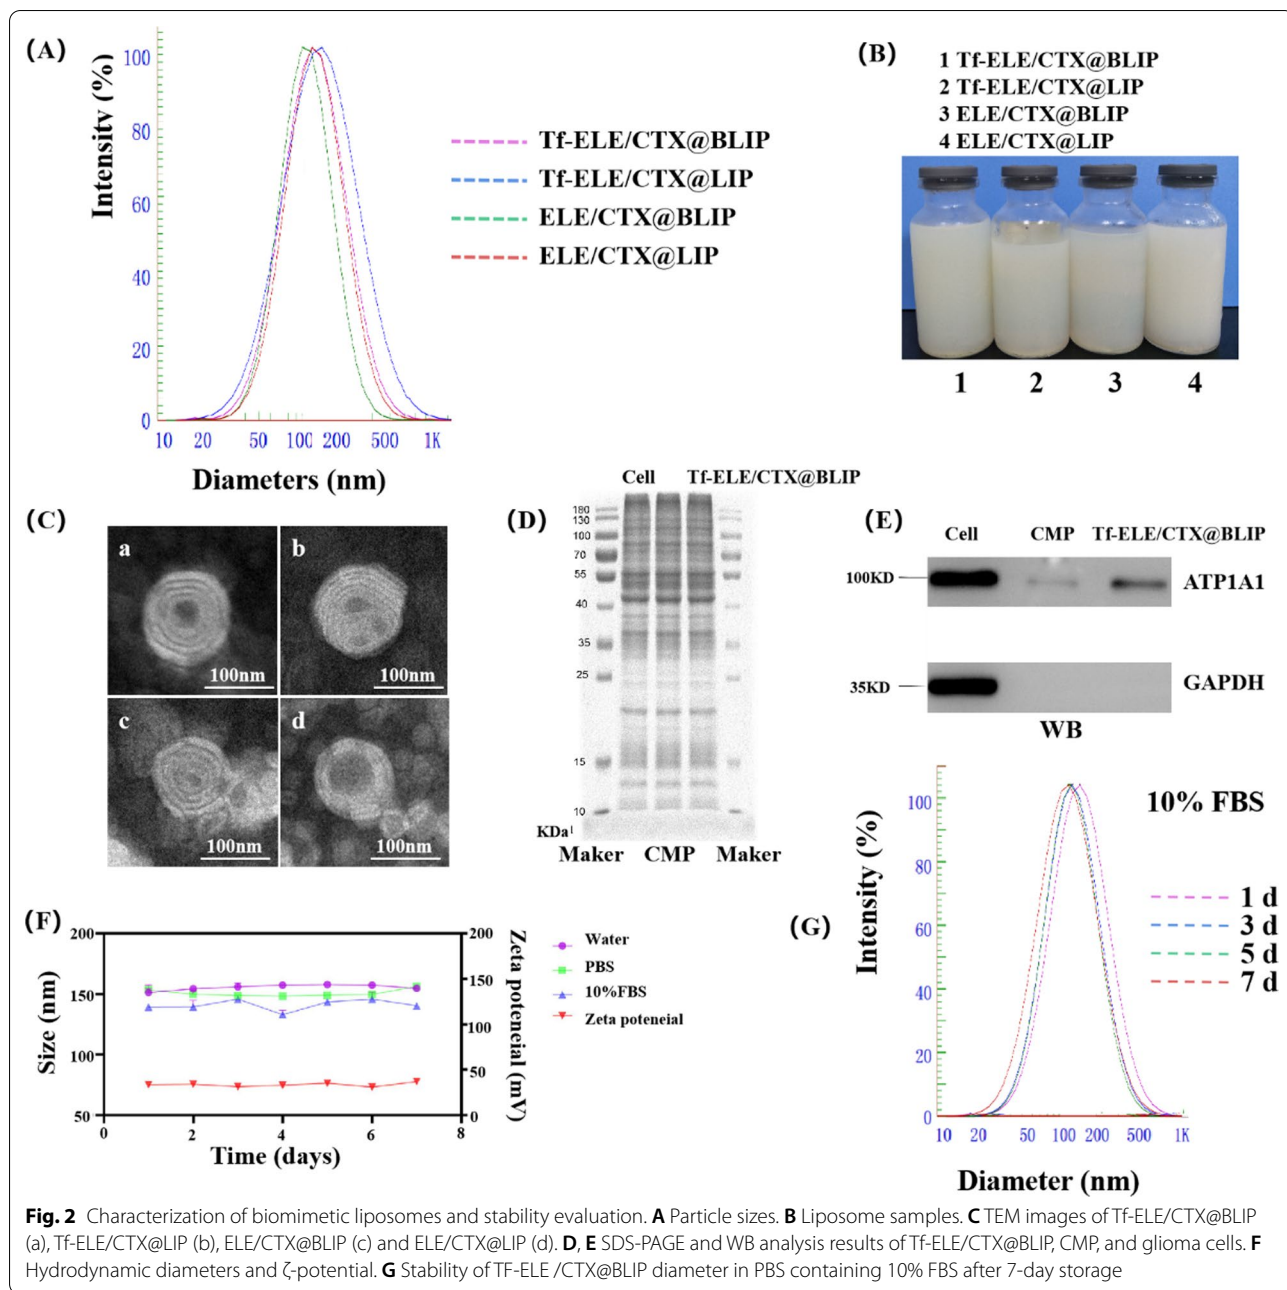 (A)
Intensity (%)
100
80
60
40
20
0
10 20 50 100 200 500 1K
Diameters (nm)
Tf-ELE/CTX@BLIP
Tf-ELE/CTX@LIP
ELE/CTX@BLIP
ELE/CTX@LIP
(B)
1 Tf-ELE/CTX@BLIP
2 Tf-ELE/CTX@LIP
3 ELE/CTX@BLIP
4 ELE/CTX@LIP
1 2 3 4
(C)
a
100nm
b
100nm
c
100nm
d
100nm
(D)
Cell Tf-ELE/CTX@BLIP
180
130
100
70
55
40
35
25
15
10
KDa
Maker CMP Maker
(E)
Cell CMP Tf-ELE/CTX@BLIP
100KD ATP1A1
35KD GAPDH
WB
(F)
Size (nm)
200
150
100
50
0 2 4 6 8
Time (days)
200
150
100
50
0
Zeta poteneial (mV)
Water
PBS
10%FBS
Zeta poteneial
(G)
Intensity (%)
100
80
60
40
20
0
10 20 50 100 200 500 1K
Diameter (nm)
10% FBS
1 d
3 d
5 d
7 d
Fig. 2 Characterization of biomimetic liposomes and stability evaluation. A Particle sizes. B Liposome samples. C TEM images of Tf-ELE/CTX@BLIP
(a), Tf-ELE/CTX@LIP (b), ELE/CTX@BLIP (c) and ELE/CTX@LIP (d). D, E SDS-PAGE and WB analysis results of Tf-ELE/CTX@BLIP, CMP, and glioma cells. F
Hydrodynamic diameters and ζ-potential. G Stability of TF-ELE /CTX@BLIP diameter in PBS containing 10% FBS after 7-day storage